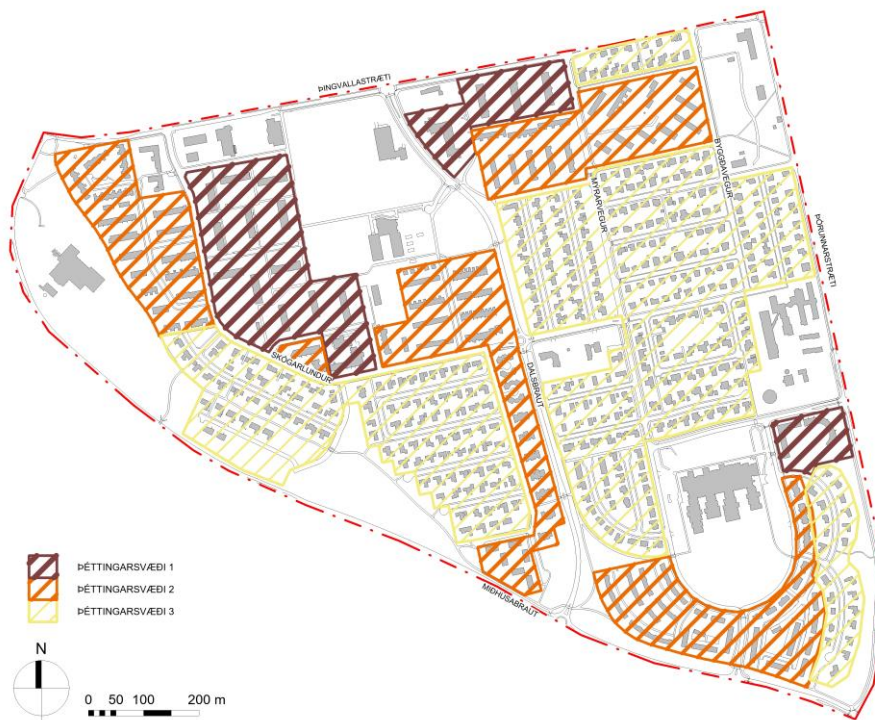 ÞINGVALLASTRÆTI
BYGGÐAVEGUR
MÝRARVEGUR
ÞÓRUNNARSTRÆTI
SKÓGARLUNDUR
DALSBRAUT
MIÐHÚSABRAUT
ÞÉTTINGARSVÆÐI 1
ÞÉTTINGARSVÆÐI 2
ÞÉTTINGARSVÆÐI 3
N
0 50 100 200 m